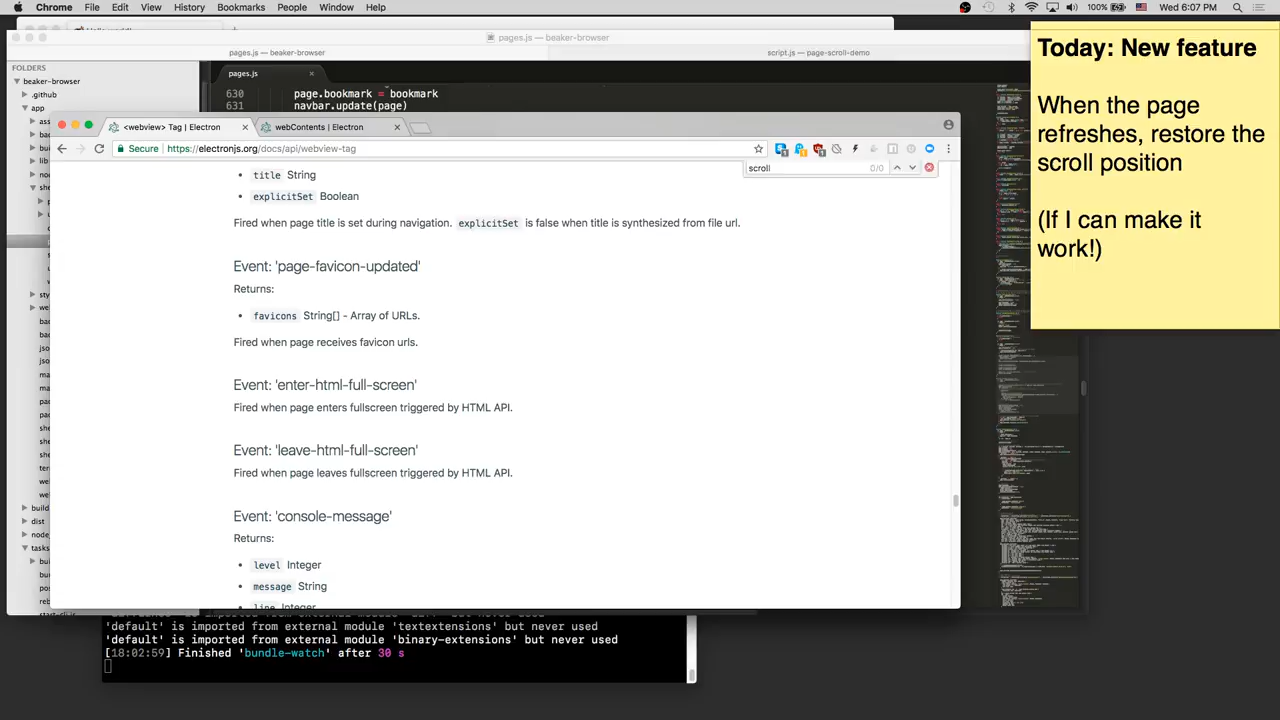 Chrome File Edit View History Bookmarks People Window Help
100% Wed 6:07 PM
pages.js — beaker-browser
pages.js — beaker-browser
script.js — page-scroll-demo
FOLDERS
beaker-browser
.github
app
pages.js
630 page.bookmark = bookmark
631 navbar.update(page)
<webview> Tag | Electron
webContents | Electron
Secure https://electronjs.org/docs/api/webview-tag
scroll 0/0
title String
explicitSet Boolean
Fired when page title is set during navigation. explicitSet is false when title is synthesized from file url.
Event: 'page-favicon-updated'
Returns:
favicons String[] - Array of URLs.
Fired when page receives favicon urls.
Event: 'enter-html-full-screen'
Fired when page enters fullscreen triggered by HTML API.
Event: 'leave-html-full-screen'
Fired when page leaves fullscreen triggered by HTML API.
Event: 'console-message'
Returns:
level Integer
message String
line Integer
build
dist
node
tasks
'default' is imported from external module 'textextensions' but never used
'default' is imported from external module 'binary-extensions' but never used
[18:02:59] Finished 'bundle-watch' after 30 s
Today: New feature
When the page
refreshes, restore the
scroll position
(If I can make it
work!)